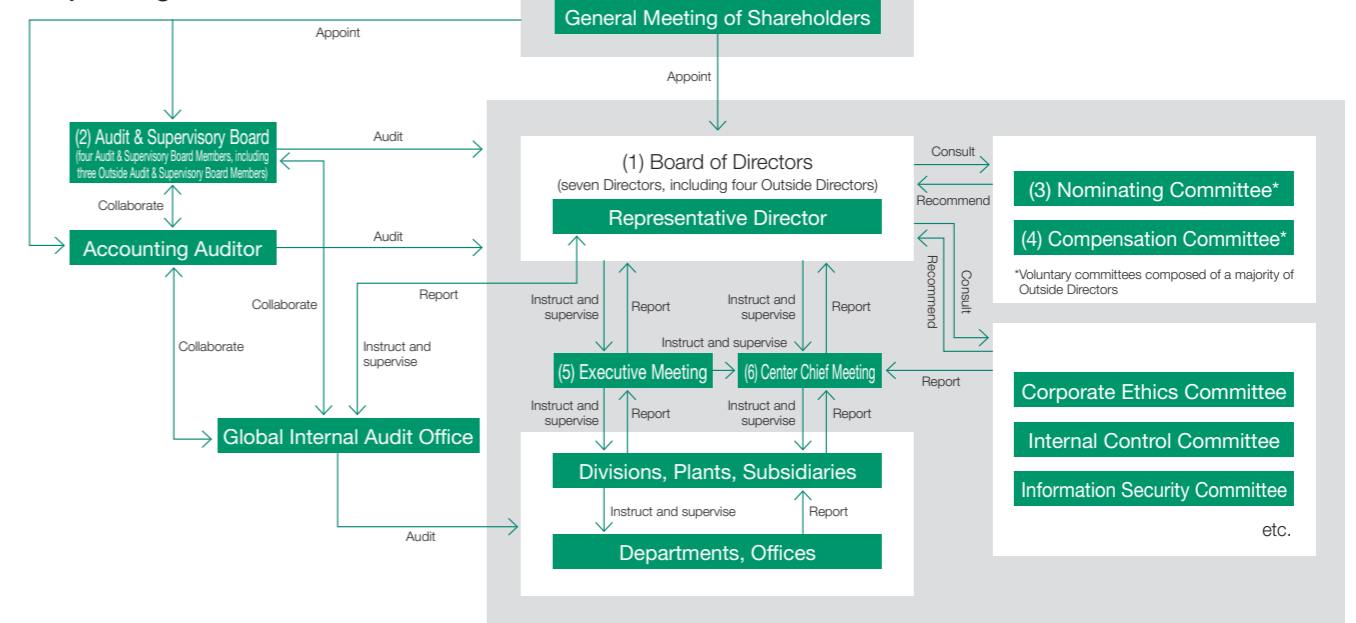 General Meeting of Shareholders
Appoint
Appoint
(2) Audit & Supervisory Board
(four Audit & Supervisory Board Members, including
three Outside Audit & Supervisory Board Members)
Audit
Collaborate
Accounting Auditor
Audit
(1) Board of Directors
(seven Directors, including four Outside Directors)
Representative Director
Consult
Recommend
(3) Nominating Committee*
(4) Compensation Committee*
*Voluntary committees composed of a majority of
Outside Directors
Recommend
Consult
Collaborate
Collaborate
Report
Instruct and
supervise
Instruct and
supervise
Report
Instruct and
supervise
Report
Instruct and supervise
(5) Executive Meeting
(6) Center Chief Meeting
Report
Instruct and
supervise
Report
Instruct and
supervise
Report
Corporate Ethics Committee
Internal Control Committee
Information Security Committee
etc.
Global Internal Audit Office
Audit
Divisions, Plants, Subsidiaries
Instruct and supervise
Report
Departments, Offices